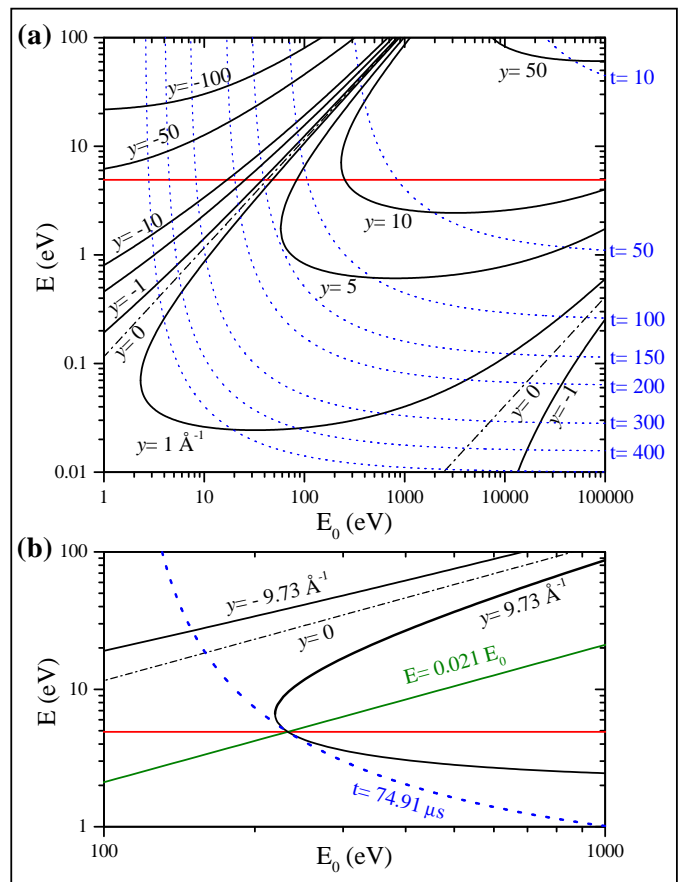 (a)
100
10
1
0.1
0.01
E (eV)
y= -100
y= -50
y= -10
y= -1
y= 0
y= 1 Å-1
y= 5
y= 10
y= 50
y= 0
y= -1
t= 10
t= 50
t= 100
t= 150
t= 200
t= 300
t= 400
1 10 100 1000 10000 100000
E0 (eV)
(b)
100
10
1
E (eV)
y= - 9.73 Å-1
y= 0
y= 9.73 Å-1
E= 0.021 E0
t= 74.91 μs
100 1000
E0 (eV)